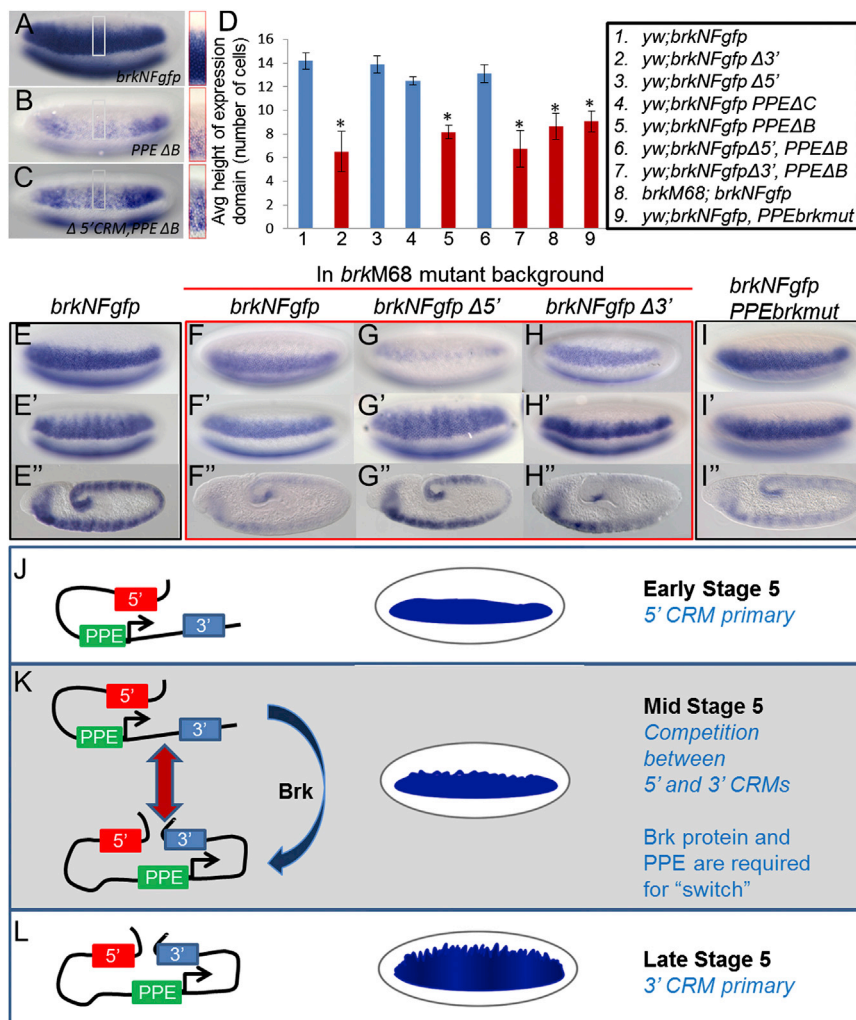 A
brkNFgfp
B
PPE ΔB
C
Δ 5'CRM,PPE ΔB
D
Avg height of expression
domain (number of cells)
16
14
12
10
8
6
4
2
0
*
*
*
*
*
1
2
3
4
5
6
7
8
9
1. yw;brkNFgfp
2. yw;brkNFgfp Δ3'
3. yw;brkNFgfp Δ5'
4. yw;brkNFgfp PPEΔC
5. yw;brkNFgfp PPEΔB
6. yw;brkNFgfpΔ5', PPEΔB
7. yw;brkNFgfpΔ3', PPEΔB
8. brkM68; brkNFgfp
9. yw;brkNFgfp, PPEbrkmut
In brkM68 mutant background
brkNFgfp
brkNFgfp
brkNFgfp Δ5'
brkNFgfp Δ3'
brkNFgfp
PPEbrkmut
E
F
G
H
I
E'
F'
G'
H'
I'
E''
F''
G''
H''
I''
J
5'
PPE
3'
Early Stage 5
5' CRM primary
K
5'
PPE
3'
Brk
5'
3'
PPE
Mid Stage 5
Competition
between
5' and 3' CRMs
Brk protein and
PPE are required
for “switch”
L
5'
3'
PPE
Late Stage 5
3' CRM primary